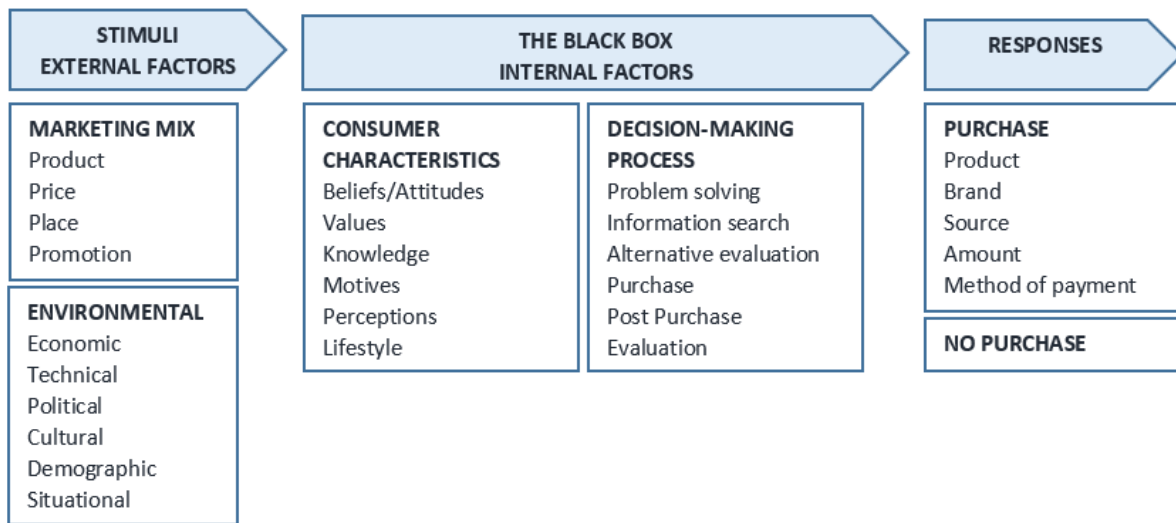 STIMULI
EXTERNAL FACTORS
THE BLACK BOX
INTERNAL FACTORS
RESPONSES
MARKETING MIX
Product
Price
Place
Promotion
ENVIRONMENTAL
Economic
Technical
Political
Cultural
Demographic
Situational
CONSUMER
CHARACTERISTICS
Beliefs/Attitudes
Values
Knowledge
Motives
Perceptions
Lifestyle
DECISION-MAKING
PROCESS
Problem solving
Information search
Alternative evaluation
Purchase
Post Purchase
Evaluation
PURCHASE
Product
Brand
Source
Amount
Method of payment
NO PURCHASE